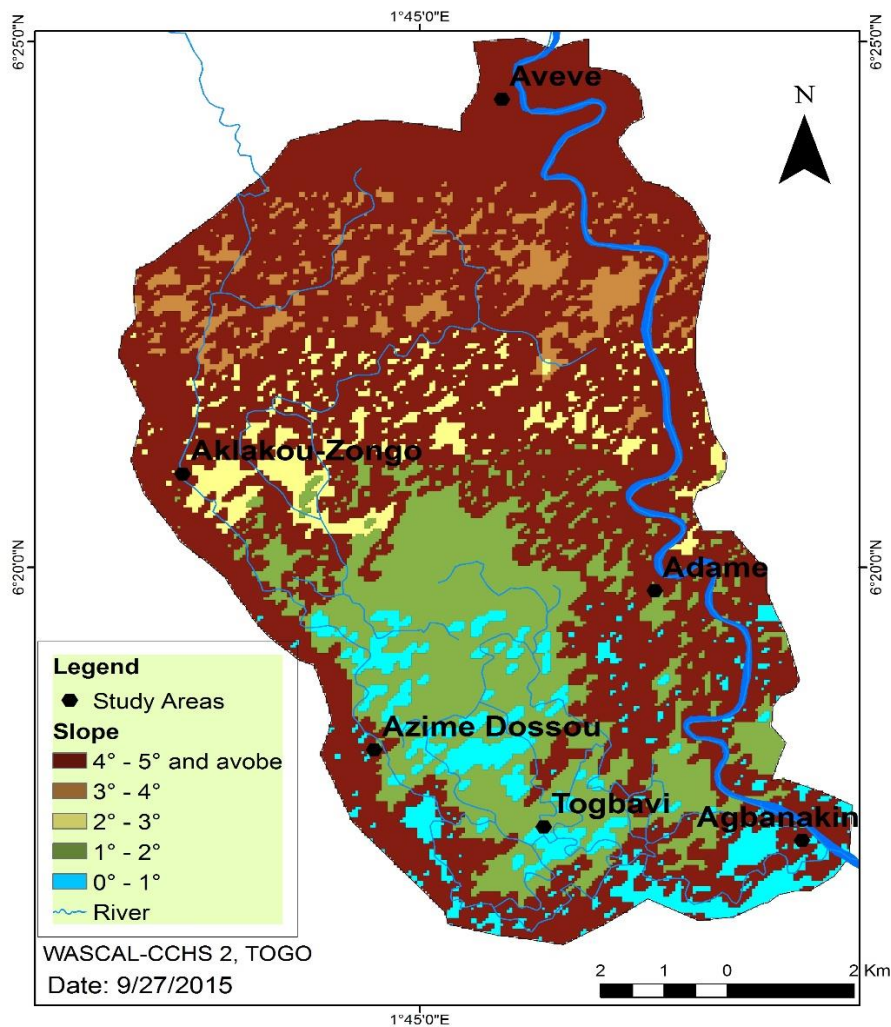 1°45'0"E
6°25'0"N
6°25'0"N
Aveve
N
Aklakou-Zongo
6°20'0"N
6°20'0"N
Adame
Legend
Study Areas
Slope
4° - 5° and avobe
3° - 4°
2° - 3°
1° - 2°
0° - 1°
River
Azime Dossou
Togbavi
Agbanakin
WASCAL-CCHS 2, TOGO
Date: 9/27/2015
2 1 0 2 Km
1°45'0"E